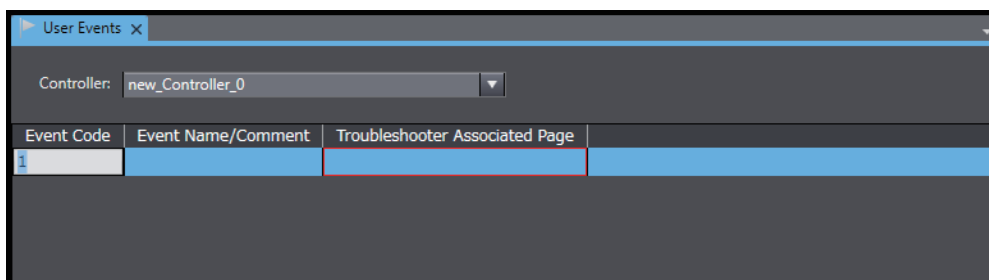 User Events
Controller: new_Controller_0
Event Code Event Name/Comment Troubleshooter Associated Page
1